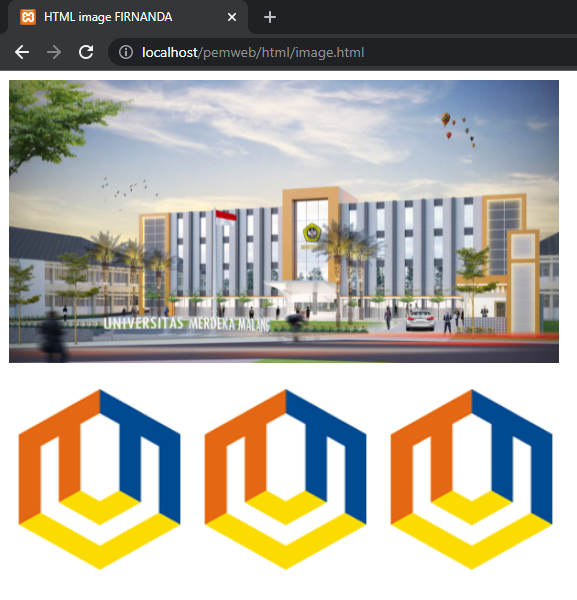 HTML image FIRNANDA
localhost/pemweb/html/image.html
UNIVERSITAS MERDEKA MALANG